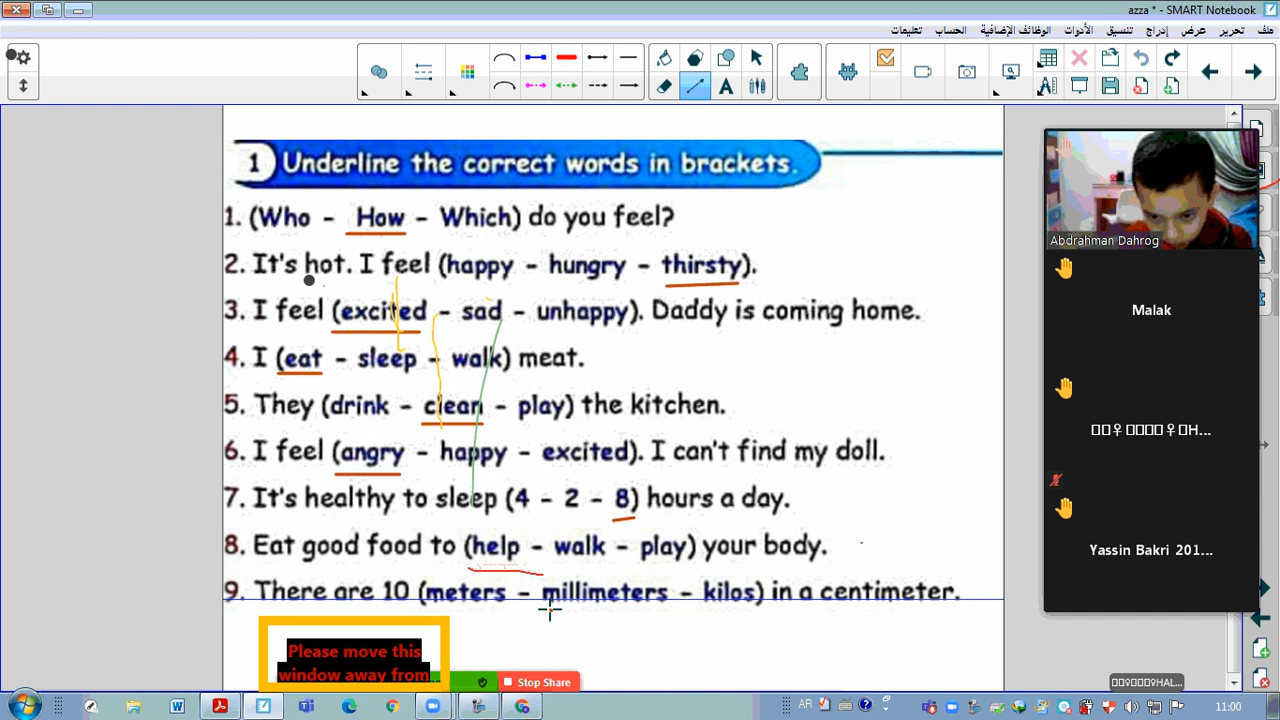 azza * - SMART Notebook
ملف تحرير عرض إدراج تنسيق الأدوات الوظائف الإضافية الحساب تعليمات
1 Underline the correct words in brackets.
1. (Who - How - Which) do you feel?
2. It's hot. I feel (happy - hungry - thirsty).
3. I feel (excited - sad - unhappy). Daddy is coming home.
4. I (eat - sleep - walk) meat.
5. They (drink - clean - play) the kitchen.
6. I feel (angry - happy - excited). I can't find my doll.
7. It's healthy to sleep (4 - 2 - 8) hours a day.
8. Eat good food to (help - walk - play) your body.
9. There are 10 (meters - millimeters - kilos) in a centimeter.
Abdrahman Dahrog
Malak
H...
Yassin Bakri 201...
Please move this
window away from
Stop Share
HAL...
AR
11:00